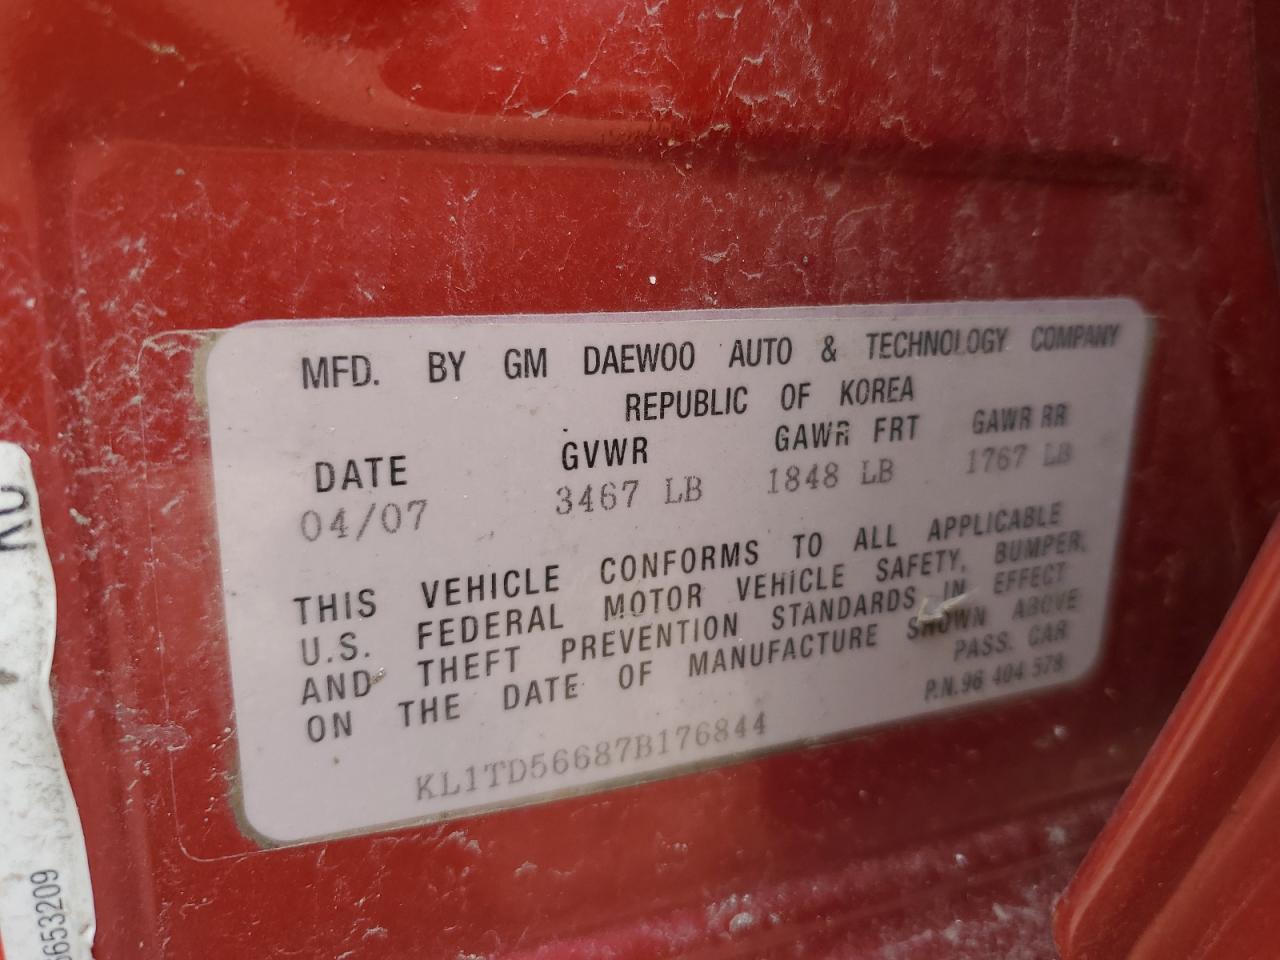 MFD. BY GM DAEWOO AUTO & TECHNOLOGY COMPANY
REPUBLIC OF KOREA
DATE GVWR GAWR FRT GAWR RR
04/07 3467 LB 1848 LB 1767 LB
THIS VEHICLE CONFORMS TO ALL APPLICABLE
U.S. FEDERAL MOTOR VEHICLE SAFETY, BUMPER,
AND THEFT PREVENTION STANDARDS IN EFFECT
ON THE DATE OF MANUFACTURE SHOWN ABOVE
PASS. CAR
P.N. 96 404 578
KL1TD56687B176844